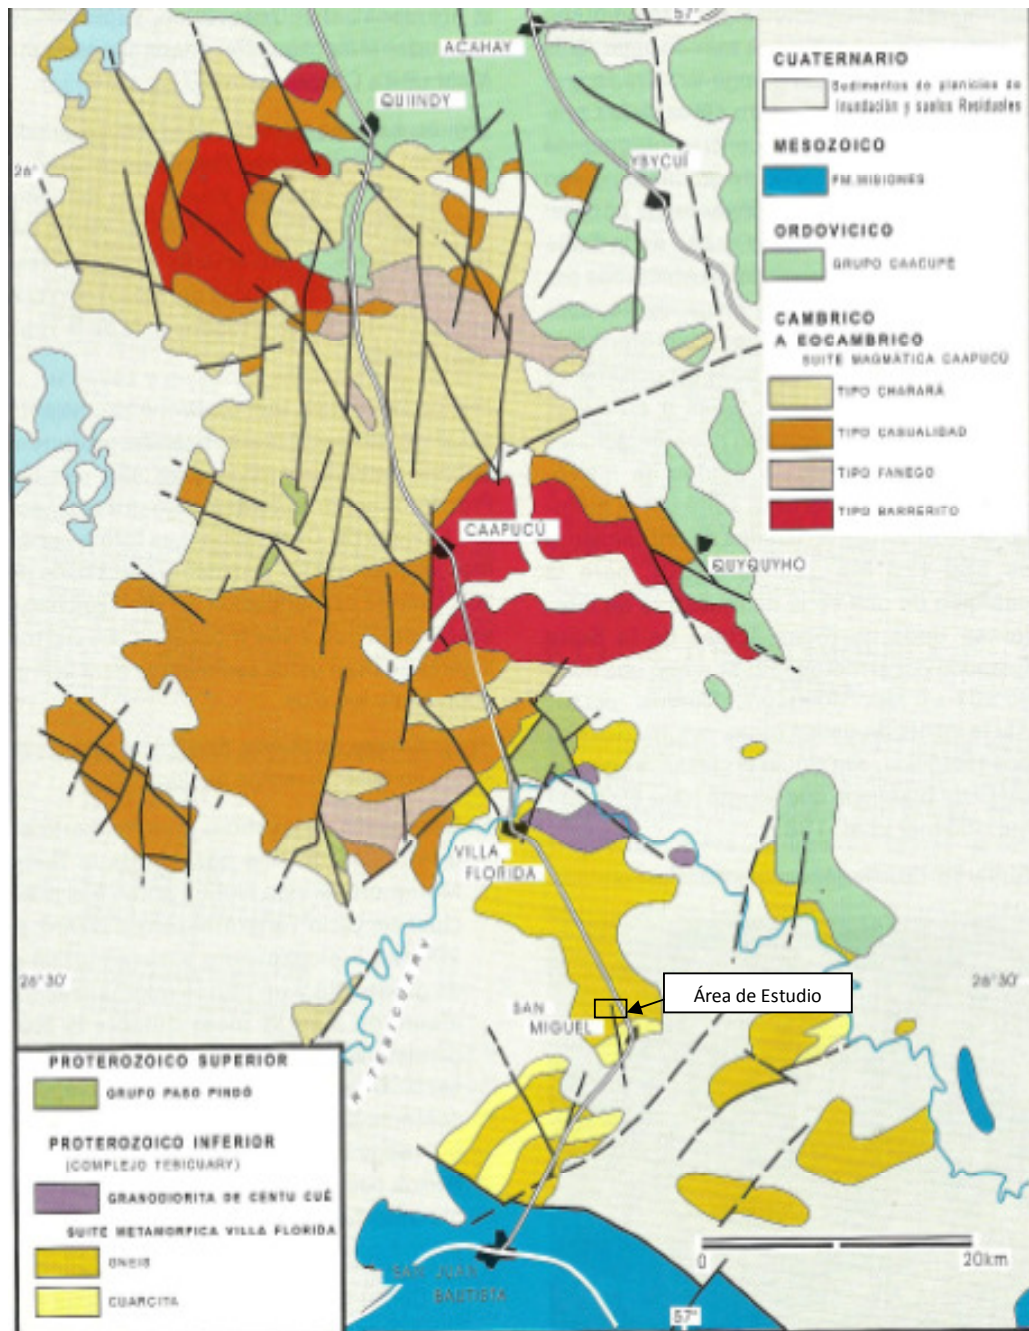 57°
ACAHAY
QUIINDY
YBYCUÍ
26°
CUATERNARIO
Sedimentos de planicies de
inundación y suelos Residuales
MESOZOICO
FM. MISIONES
ORDOVICICO
GRUPO CAACUPÉ
CAMBRICO
A EOCAMBRICO
SUITE MAGMÁTICA CAAPUCÚ
TIPO CHARARÁ
TIPO CASUALIDAD
TIPO FANEGO
TIPO BARRERITO
CAAPUCÚ
QUYQUYHO
VILLA
FLORIDA
R. TEBICUARY
26°30'
26°30'
SAN
MIGUEL
Área de Estudio
PROTEROZOICO SUPERIOR
GRUPO PASO PINDÓ
PROTEROZOICO INFERIOR
(COMPLEJO TEBICUARY)
GRANODIORITA DE CENTU CUÉ
SUITE METAMORFICA VILLA FLORIDA
GNEIS
CUARCITA
SAN JUAN
BAUTISTA
0
20km
57°